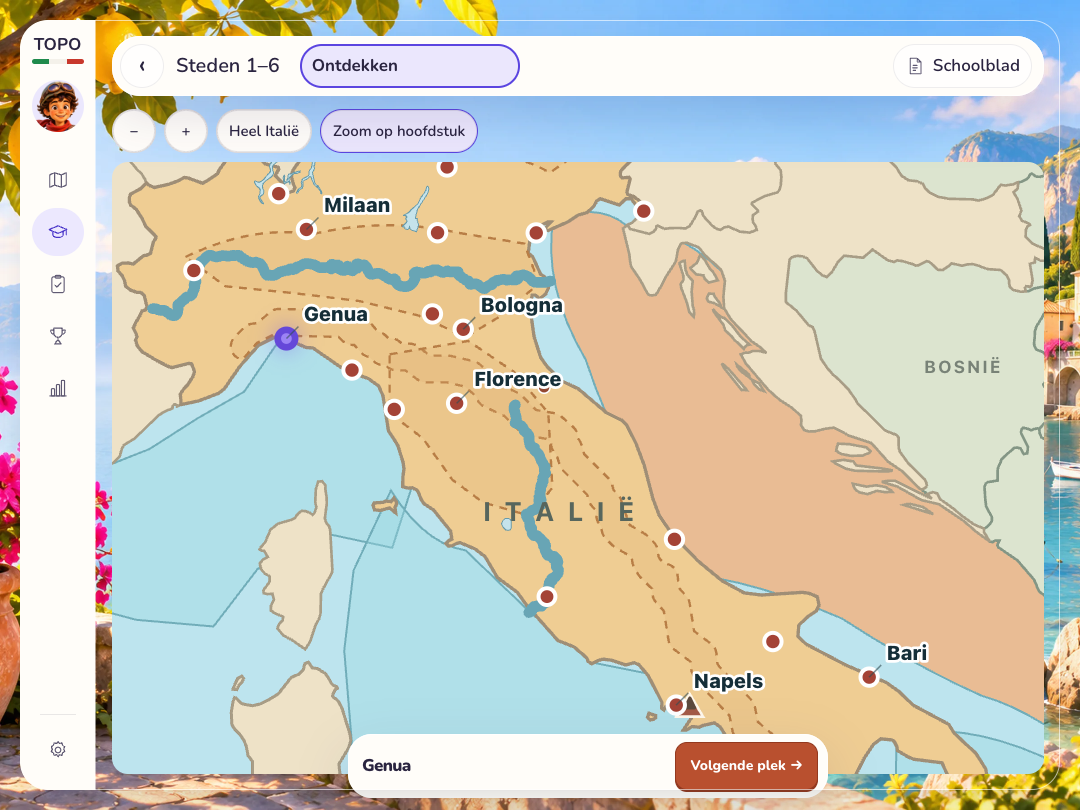 TOPO
Steden 1–6
Ontdekken
Schoolblad
−
+
Heel Italië
Zoom op hoofdstuk
Milaan
Genua
Bologna
BOSNIË
Florence
ITALIË
Bari
Napels
Genua
Volgende plek →